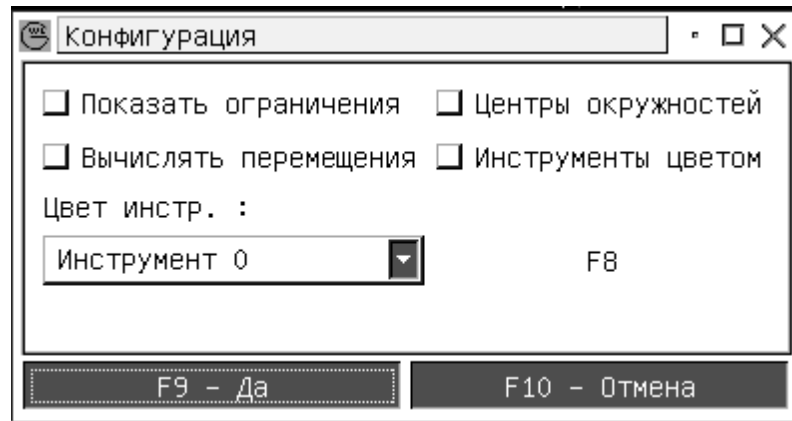 Конфигурация
Показать ограничения Центры окружностей
Вычислять перемещения Инструменты цветом
Цвет инстр. :
Инструмент 0 F8
F9 – Да F10 – Отмена